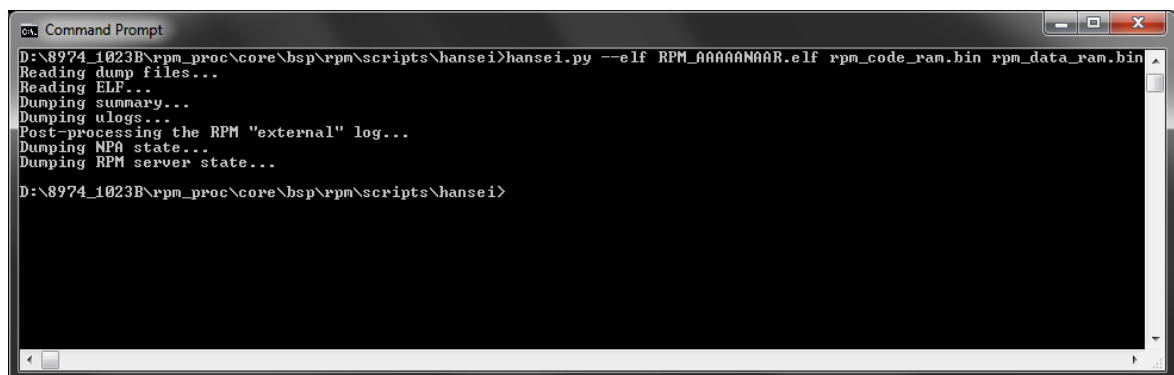 Command Prompt
D:\8974_1023B\rpm_proc\core\bsp\rpm\scripts\hansei>hansei.py --elf RPM_AAAAANAAR.elf rpm_code_ram.bin rpm_data_ram.bin
Reading dump files...
Reading ELF...
Dumping summary...
Dumping ulogs...
Post-processing the RPM "external" log...
Dumping NPA state...
Dumping RPM server state...
D:\8974_1023B\rpm_proc\core\bsp\rpm\scripts\hansei>